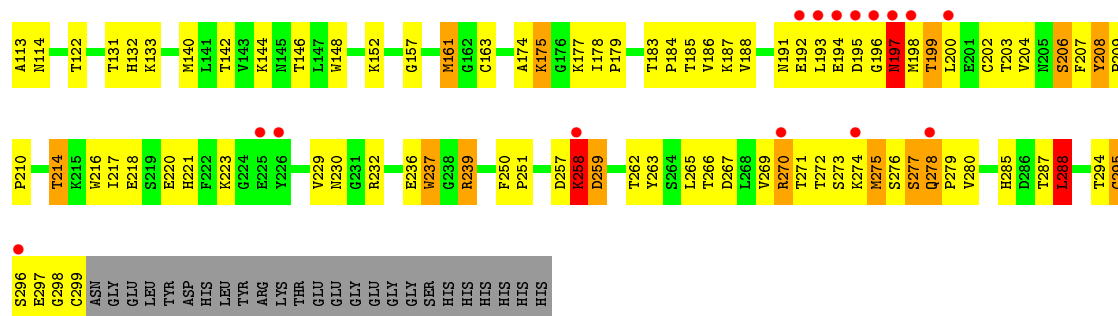 A113 N114 T122 T131 H132 K133 M140 L141 T142 V143 K144 N145 T146 L147 W148 K152 G157 M161 G162 C163 A174 K175 G176 K177 I178 P179 T183 P184 T185 V186 K187 V188 N191 E192 L193 E194 D195 G196 N197 M198 T199 L200 E201 C202 T203 V204 N205 S206 F207 Y208 P209
P210 T214 K215 W216 I217 E218 S219 E220 H221 F222 K223 G224 E225 Y226 V229 N230 G231 R232 E236 W237 G238 R239 F250 P251 D257 K258 D259 T262 Y263 S264 L265 T266 D267 L268 V269 R270 T271 T272 S273 K274 M275 S276 S277 Q278 P279 V280 H285 D286 T287 L288 T294 C295
S296 E297 G298 C299 ASN GLY GLU LEU TYR ASP HIS LEU TYR ARG LYS THR GLU GLU GLY GLU GLY GLY SER HIS HIS HIS HIS HIS HIS